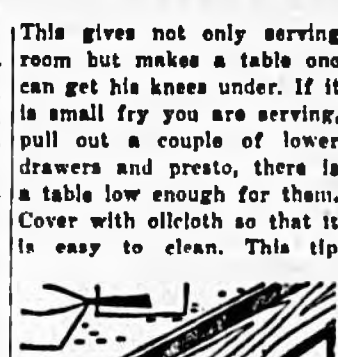 This gives not only serving
room but makes a table one
can get his knees under. If it
is small fry you are serving,
pull out a couple of lower
drawers and presto, there is
a table low enough for them.
Cover with oilcloth so that it
is easy to clean. This tip